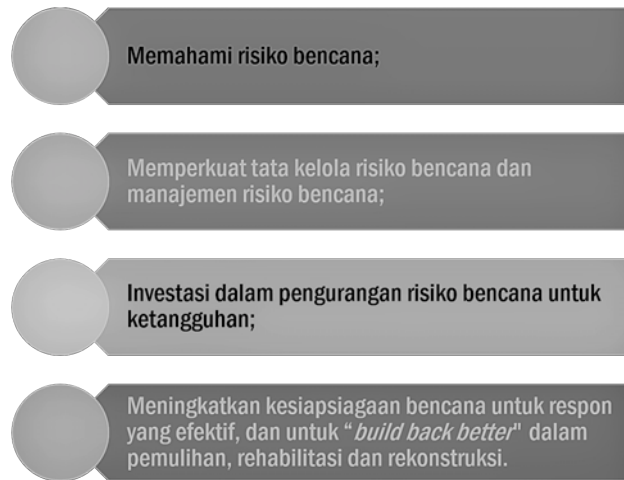 Memahami risiko bencana;
Memperkuat tata kelola risiko bencana dan
manajemen risiko bencana;
Investasi dalam pengurangan risiko bencana untuk
ketangguhan;
Meningkatkan kesiapsiagaan bencana untuk respon
yang efektif, dan untuk “build back better" dalam
pemulihan, rehabilitasi dan rekonstruksi.